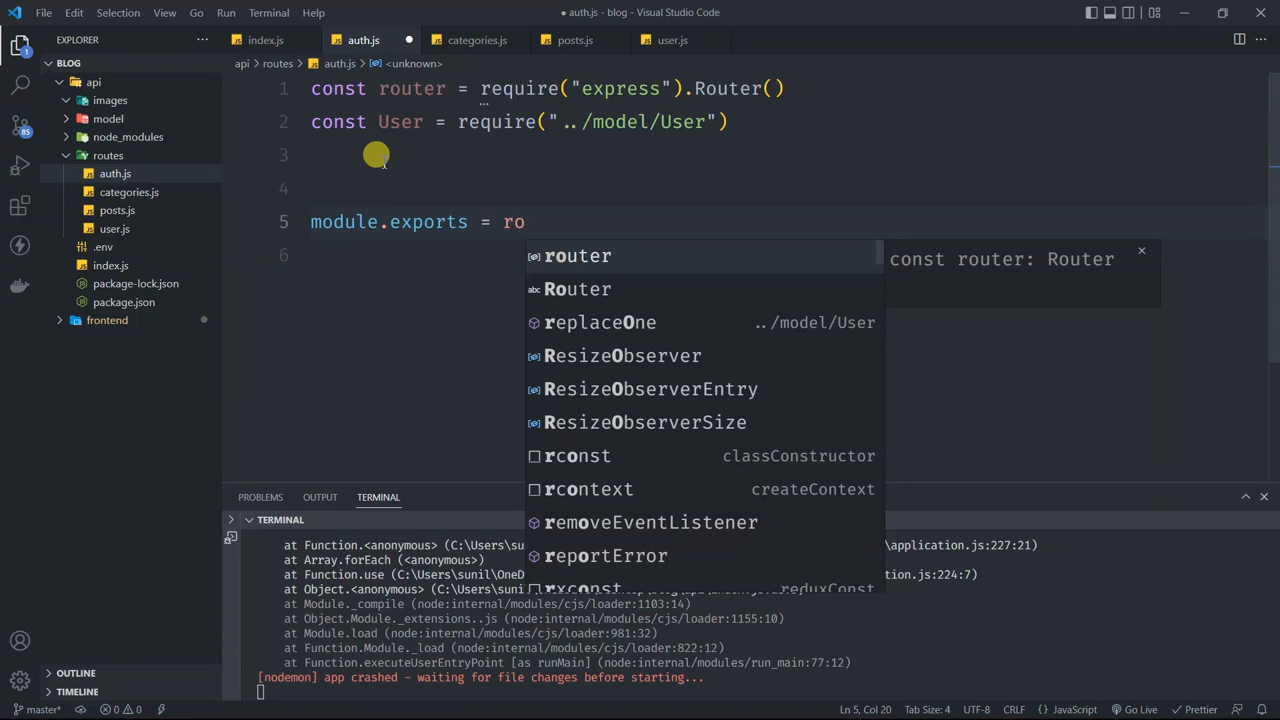 File Edit Selection View Go Run Terminal Help
● auth.js - blog - Visual Studio Code
EXPLORER
BLOG
api
images
model
node_modules
routes
auth.js
categories.js
posts.js
user.js
.env
index.js
package-lock.json
package.json
frontend
OUTLINE
TIMELINE
1
85
index.js auth.js categories.js posts.js user.js
api > routes > auth.js > <unknown>
1 const router = require("express").Router()
2 const User = require("../model/User")
3
4
5 module.exports = ro
6
router
Router
replaceOne ../model/User
ResizeObserver
ResizeObserverEntry
ResizeObserverSize
rconst classConstructor
rcontext createContext
removeEventListener
reportError
rxconst reduxConst
const router: Router
PROBLEMS OUTPUT TERMINAL
TERMINAL
at Function.<anonymous> (C:\Users\su application.js:227:21)
at Array.forEach (<anonymous>)
at Function.use (C:\Users\sunil\OneD ion.js:224:7)
at Object.<anonymous> (C:\Users\sunil
at Module._compile (node:internal/modules/cjs/loader:1103:14)
at Object.Module._extensions..js (node:internal/modules/cjs/loader:1155:10)
at Module.load (node:internal/modules/cjs/loader:981:32)
at Function.Module._load (node:internal/modules/cjs/loader:822:12)
at Function.executeUserEntryPoint [as runMain] (node:internal/modules/run_main:77:12)
[nodemon] app crashed - waiting for file changes before starting...
master* 0 0 Ln 5, Col 20 Tab Size: 4 UTF-8 CRLF JavaScript Go Live Prettier